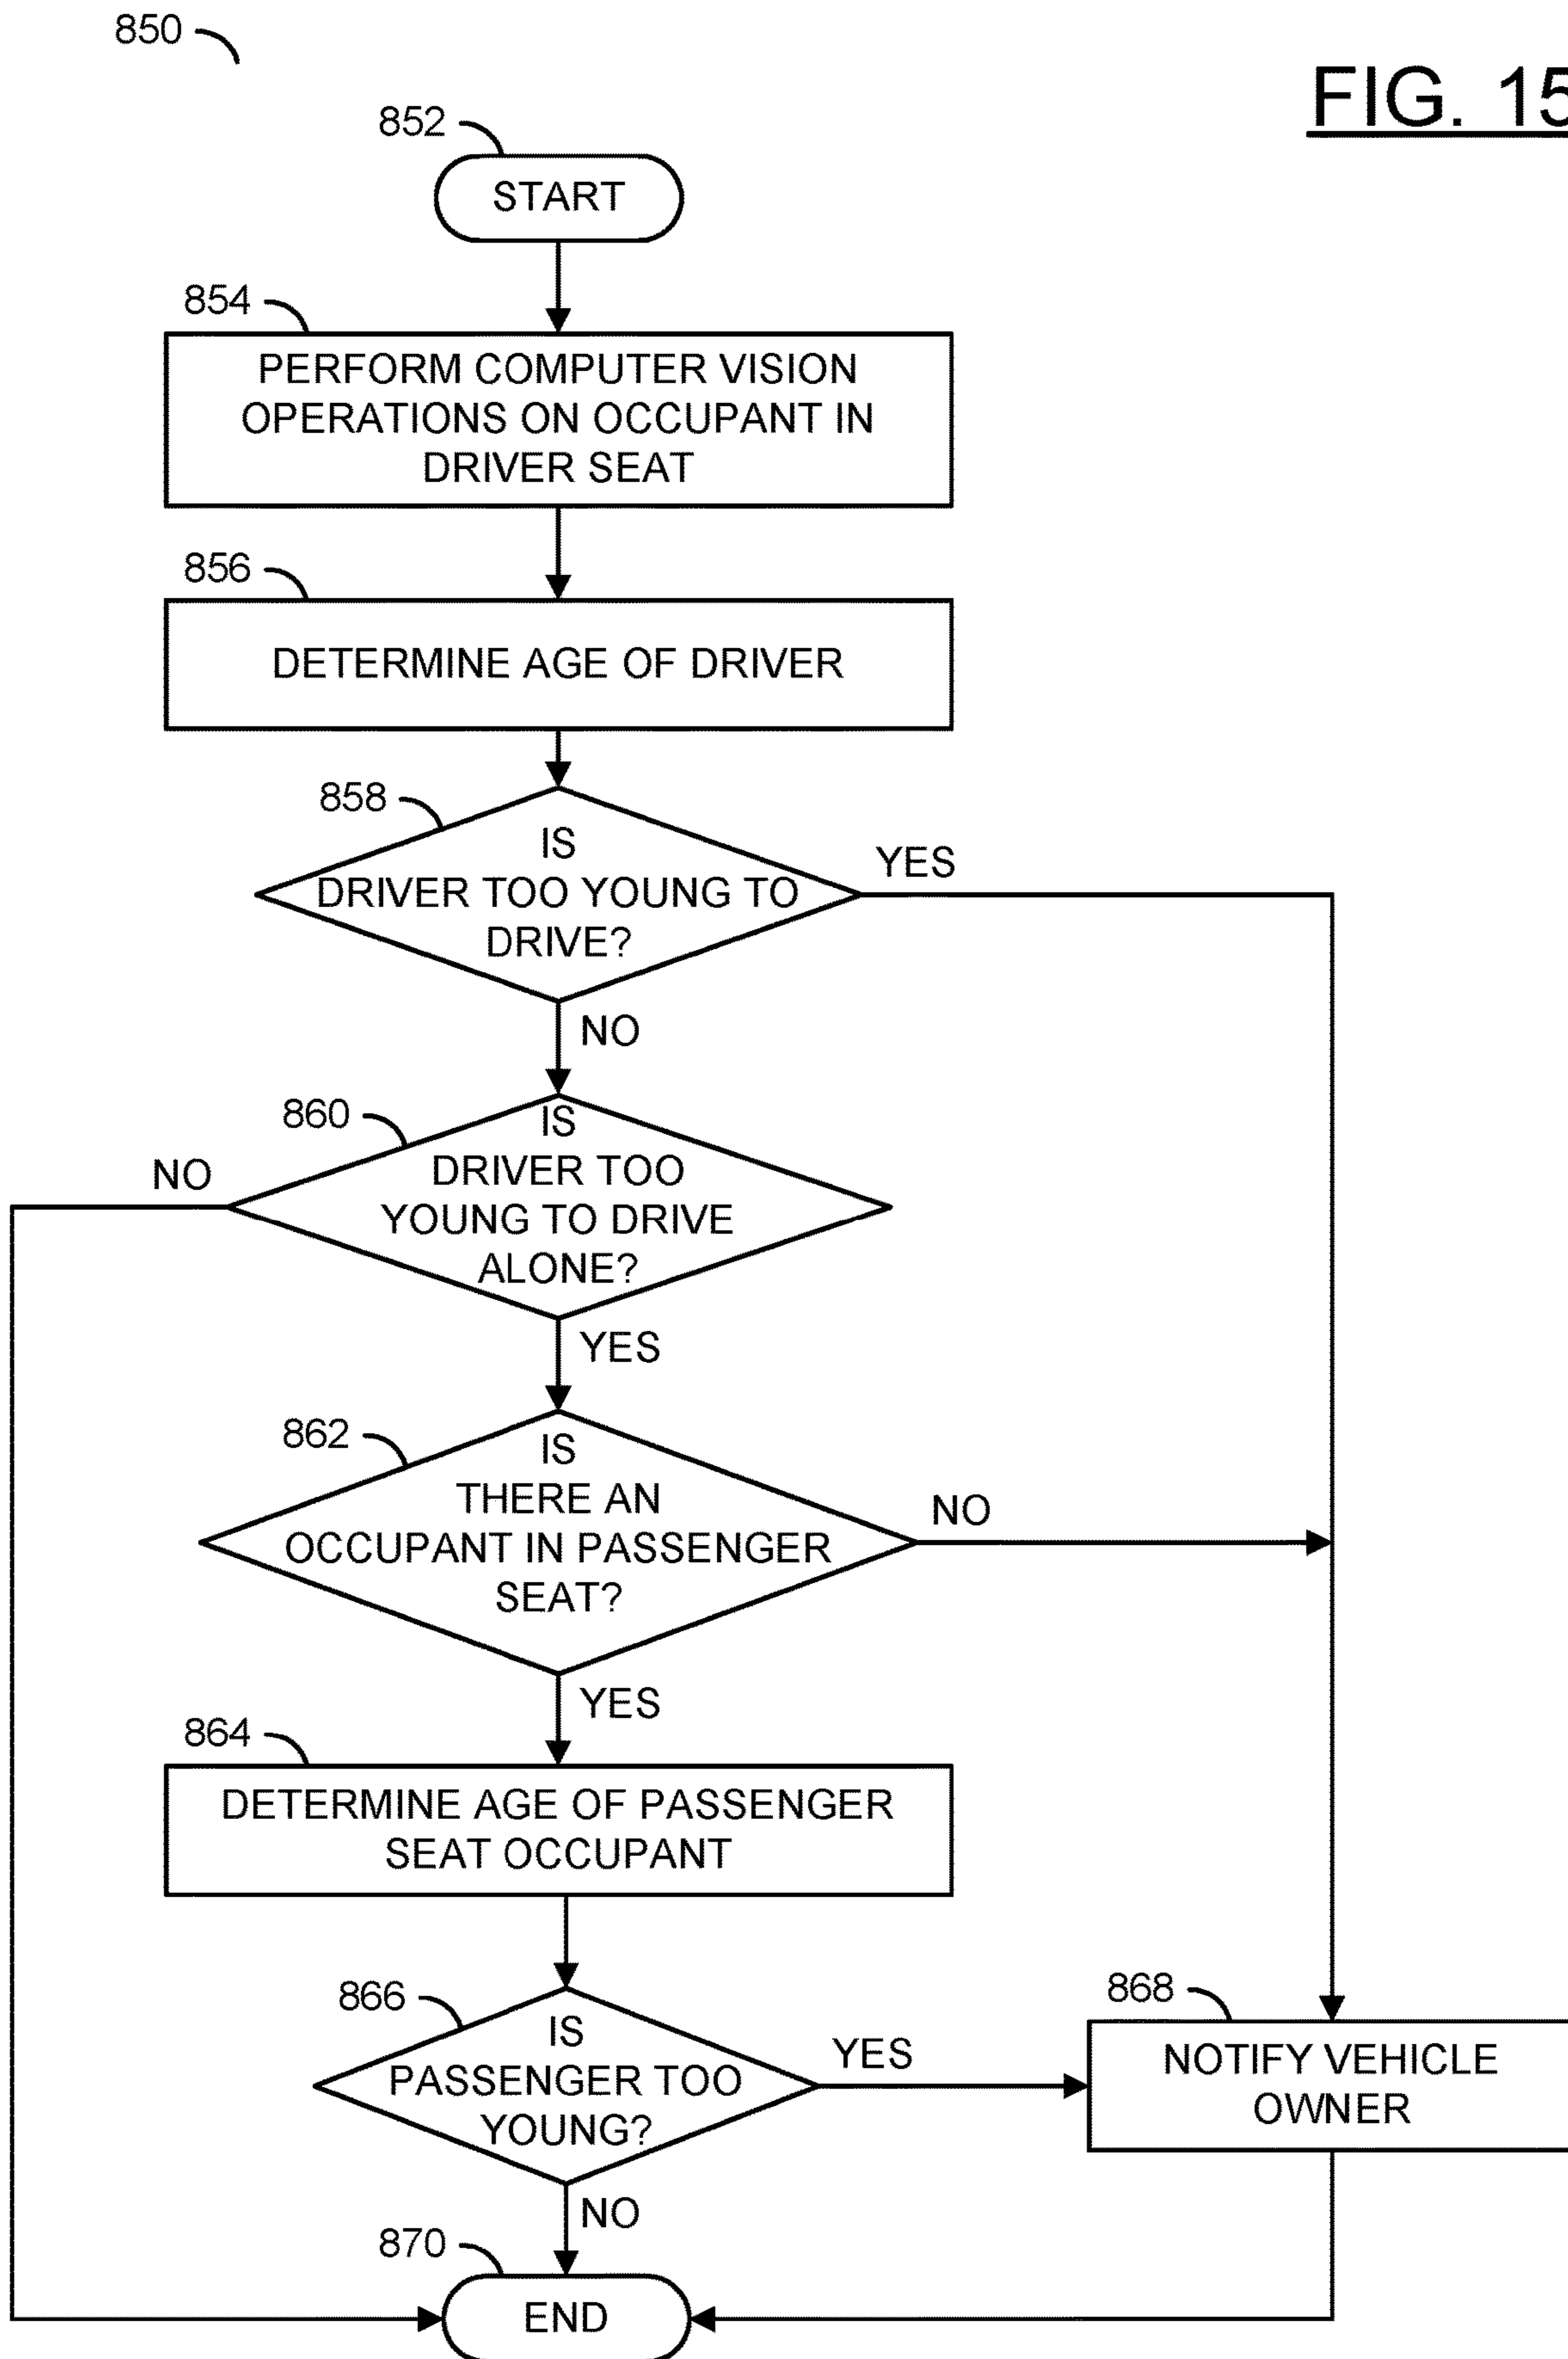 850
FIG. 15
852
START
854
PERFORM COMPUTER VISION
OPERATIONS ON OCCUPANT IN
DRIVER SEAT
856
DETERMINE AGE OF DRIVER
858
IS
DRIVER TOO YOUNG TO
DRIVE?
YES
NO
860
IS
DRIVER TOO
YOUNG TO DRIVE
ALONE?
NO
YES
862
IS
THERE AN
OCCUPANT IN PASSENGER
SEAT?
NO
YES
864
DETERMINE AGE OF PASSENGER
SEAT OCCUPANT
866
IS
PASSENGER TOO
YOUNG?
YES
868
NOTIFY VEHICLE
OWNER
NO
870
END